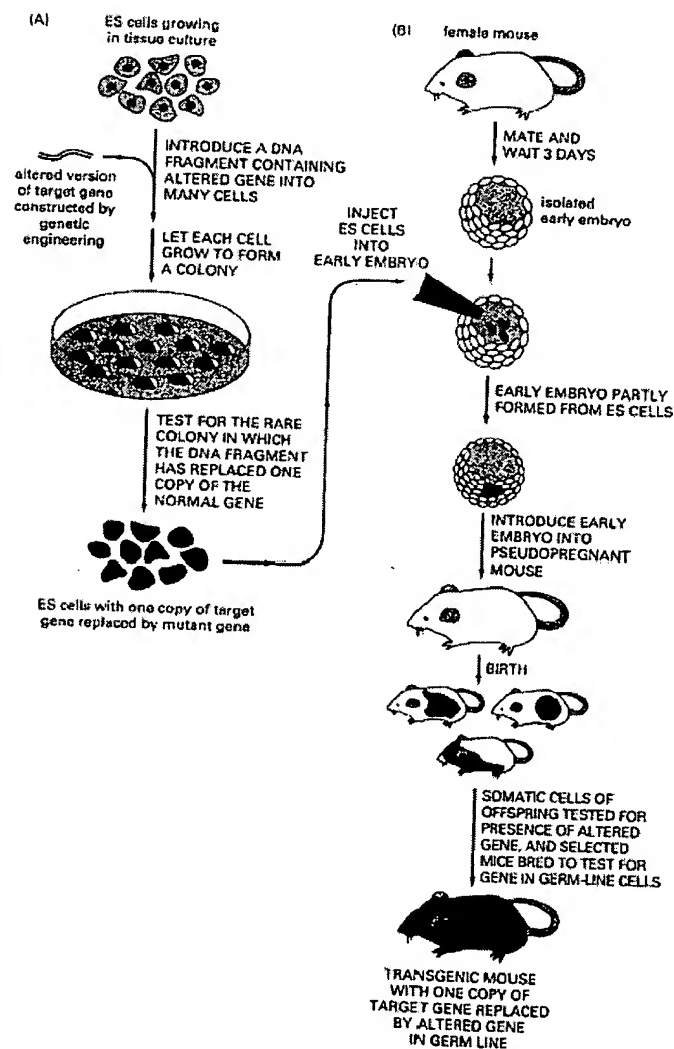 (A)
ES cells growing
in tissue culture
INTRODUCE A DNA
FRAGMENT CONTAINING
ALTERED GENE INTO
MANY CELLS
altered version
of target gene
constructed by
genetic
engineering
LET EACH CELL
GROW TO FORM
A COLONY
TEST FOR THE RARE
COLONY IN WHICH
THE DNA FRAGMENT
HAS REPLACED ONE
COPY OF THE
NORMAL GENE
ES cells with one copy of target
gene replaced by mutant gene
(B)
female mouse
MATE AND
WAIT 3 DAYS
isolated
early embryo
INJECT
ES CELLS
INTO
EARLY EMBRYO
EARLY EMBRYO PARTLY
FORMED FROM ES CELLS
INTRODUCE EARLY
EMBRYO INTO
PSEUDOPREGNANT
MOUSE
BIRTH
SOMATIC CELLS OF
OFFSPRING TESTED FOR
PRESENCE OF ALTERED
GENE, AND SELECTED
MICE BRED TO TEST FOR
GENE IN GERM-LINE CELLS
TRANSGENIC MOUSE
WITH ONE COPY OF
TARGET GENE REPLACED
BY ALTERED GENE
IN GERM LINE